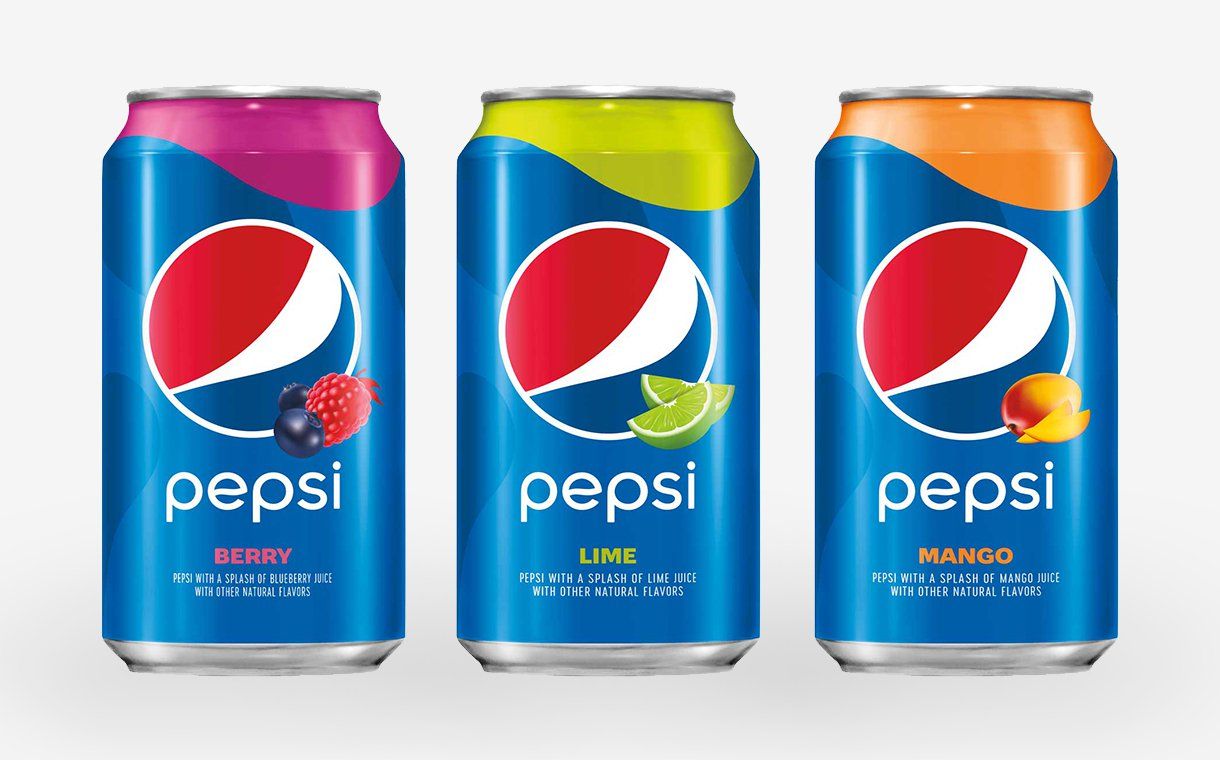 pepsi
BERRY
PEPSI WITH A SPLASH OF BLUEBERRY JUICE
WITH OTHER NATURAL FLAVORS
pepsi
LIME
PEPSI WITH A SPLASH OF LIME JUICE
WITH OTHER NATURAL FLAVORS
pepsi
MANGO
PEPSI WITH A SPLASH OF MANGO JUICE
WITH OTHER NATURAL FLAVORS